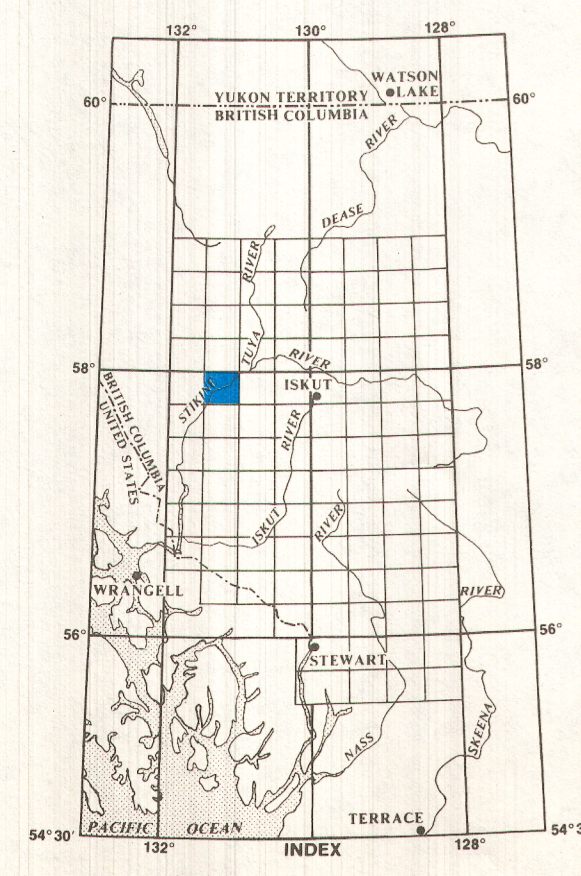 132°
130°
128°
WATSON
LAKE
60°
60°
YUKON TERRITORY
BRITISH COLUMBIA
RIVER
DEASE
RIVER
TUYA
58°
58°
RIVER
ISKUT
STIKINE
BRITISH COLUMBIA
UNITED STATES
RIVER
ISKUT
RIVER
WRANGELL
RIVER
56°
56°
STEWART
SKEENA
NASS
TERRACE
54°30'
PACIFIC OCEAN
54°3
132°
INDEX
128°